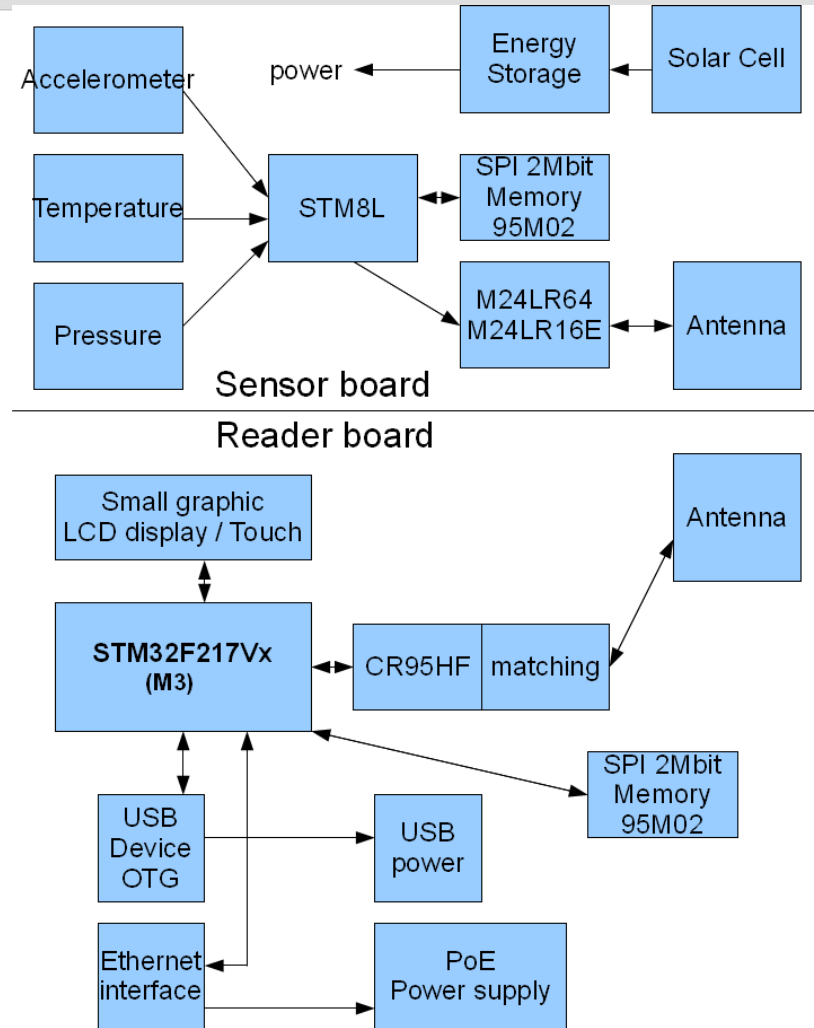 Accelerometer
power
Energy
Storage
Solar Cell
Temperature
STM8L
SPI 2Mbit
Memory
95M02
Pressure
M24LR64
M24LR16E
Antenna
Sensor board
Reader board
Small graphic
LCD display / Touch
Antenna
STM32F217Vx
(M3)
CR95HF
matching
SPI 2Mbit
Memory
95M02
USB
Device
OTG
USB
power
Ethernet
interface
PoE
Power supply